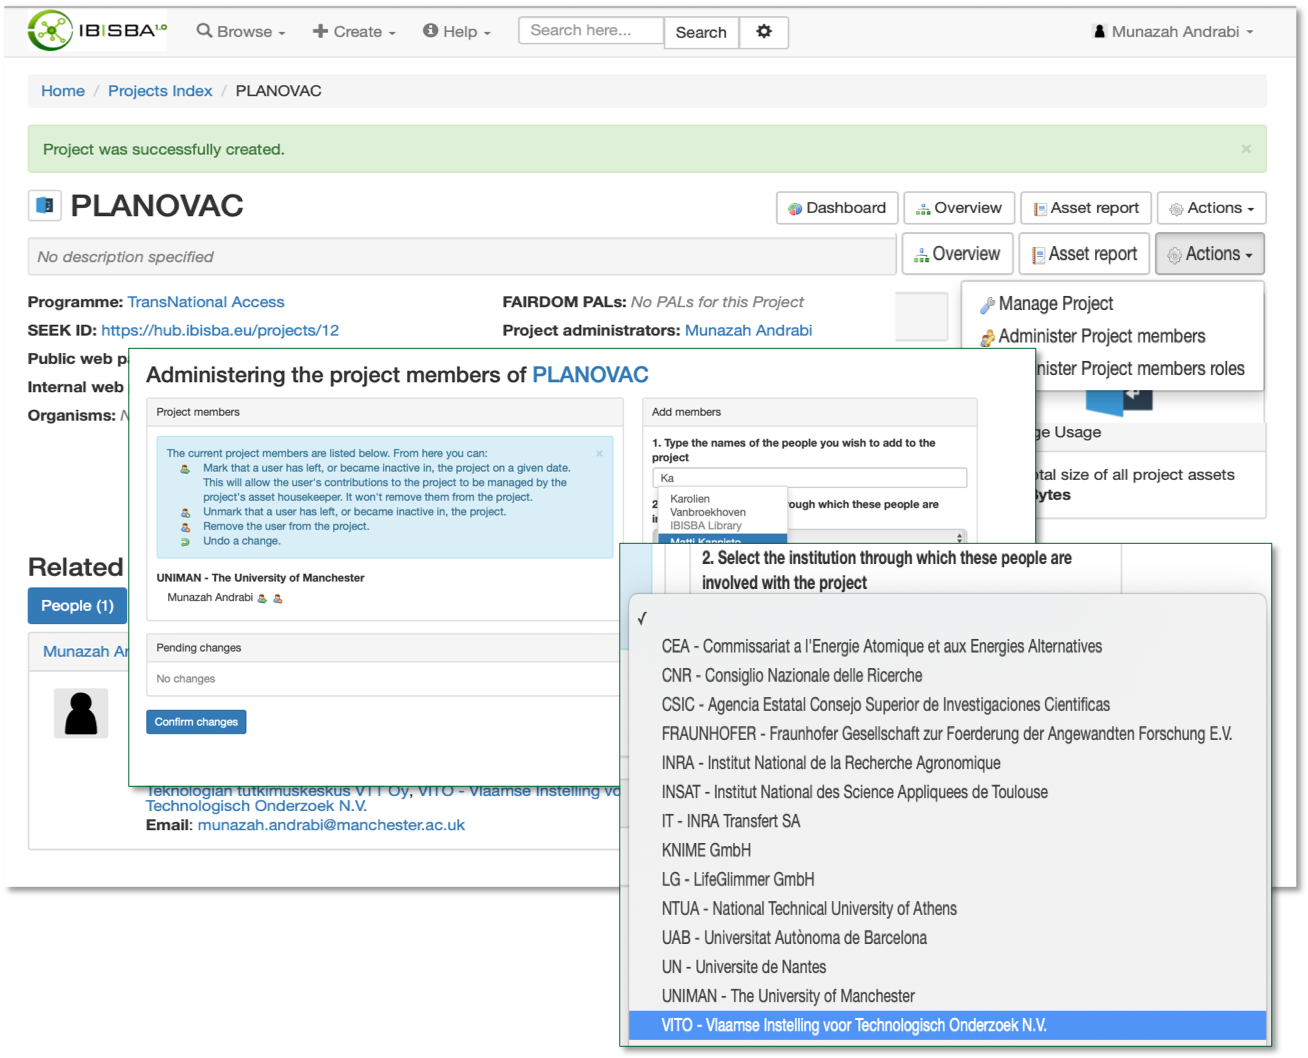 IBISBA 1.0
Browse
Create
Help
Search here...
Search
Munazah Andrabi
Home / Projects Index / PLANOVAC
Project was successfully created.
×
PLANOVAC
Dashboard
Overview
Asset report
Actions
No description specified
Overview
Asset report
Actions
Programme: TransNational Access
SEEK ID: https://hub.ibisba.eu/projects/12
Public web p
Internal web
Organisms: N
FAIRDOM PALs: No PALs for this Project
Project administrators: Munazah Andrabi
Manage Project
Administer Project members
nister Project members roles
ge Usage
otal size of all project assets
Bytes
Administering the project members of PLANOVAC
Project members
The current project members are listed below. From here you can:
×
Mark that a user has left, or became inactive in, the project on a given date.
This will allow the user's contributions to the project to be managed by the
project's asset housekeeper. It won't remove them from the project.
Unmark that a user has left, or became inactive in, the project.
Remove the user from the project.
Undo a change.
UNIMAN - The University of Manchester
Munazah Andrabi
Pending changes
No changes
Confirm changes
Add members
1. Type the names of the people you wish to add to the
project
Ka
Karolien
Vanbroekhoven
IBISBA Library
Matti Kannisto
2
ough which these people are
i
Related
People (1)
Munazah Ar
Teknologian tutkimuskeskus VTT Oy, VITO - Vlaamse Instelling vo
Technologisch Onderzoek N.V.
Email: munazah.andrabi@manchester.ac.uk
2. Select the institution through which these people are
involved with the project
✓
CEA - Commissariat a l'Energie Atomique et aux Energies Alternatives
CNR - Consiglio Nazionale delle Ricerche
CSIC - Agencia Estatal Consejo Superior de Investigaciones Cientificas
FRAUNHOFER - Fraunhofer Gesellschaft zur Foerderung der Angewandten Forschung E.V.
INRA - Institut National de la Recherche Agronomique
INSAT - Institut National des Science Appliquees de Toulouse
IT - INRA Transfert SA
KNIME GmbH
LG - LifeGlimmer GmbH
NTUA - National Technical University of Athens
UAB - Universitat Autònoma de Barcelona
UN - Universite de Nantes
UNIMAN - The University of Manchester
VITO - Vlaamse Instelling voor Technologisch Onderzoek N.V.